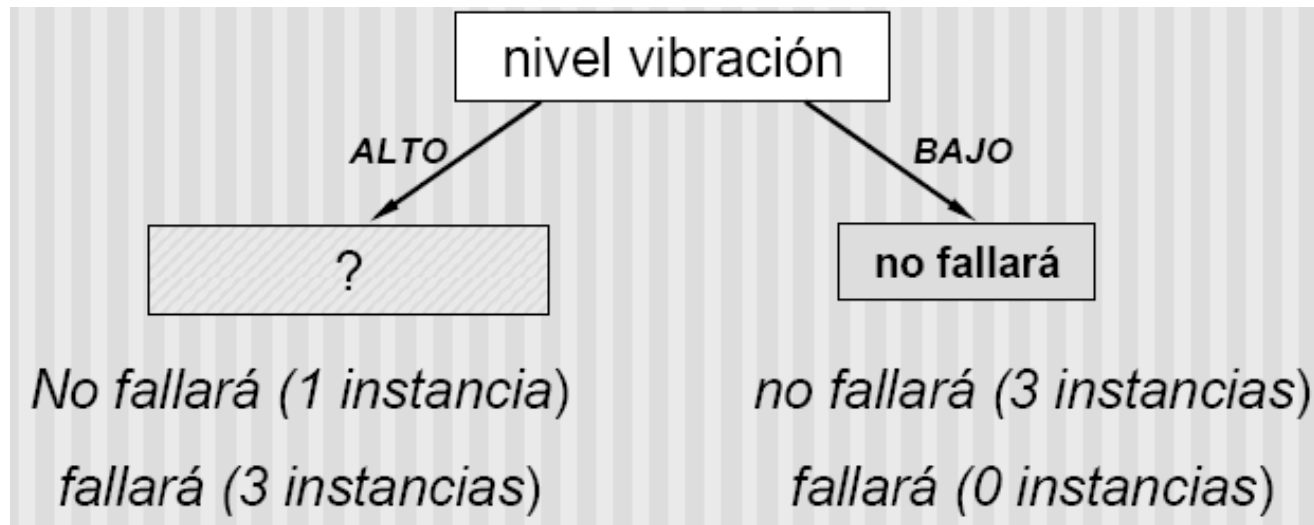 nivel vibración
ALTO
BAJO
?
no fallará
No fallará (1 instancia)
no fallará (3 instancias)
fallará (3 instancias)
fallará (0 instancias)